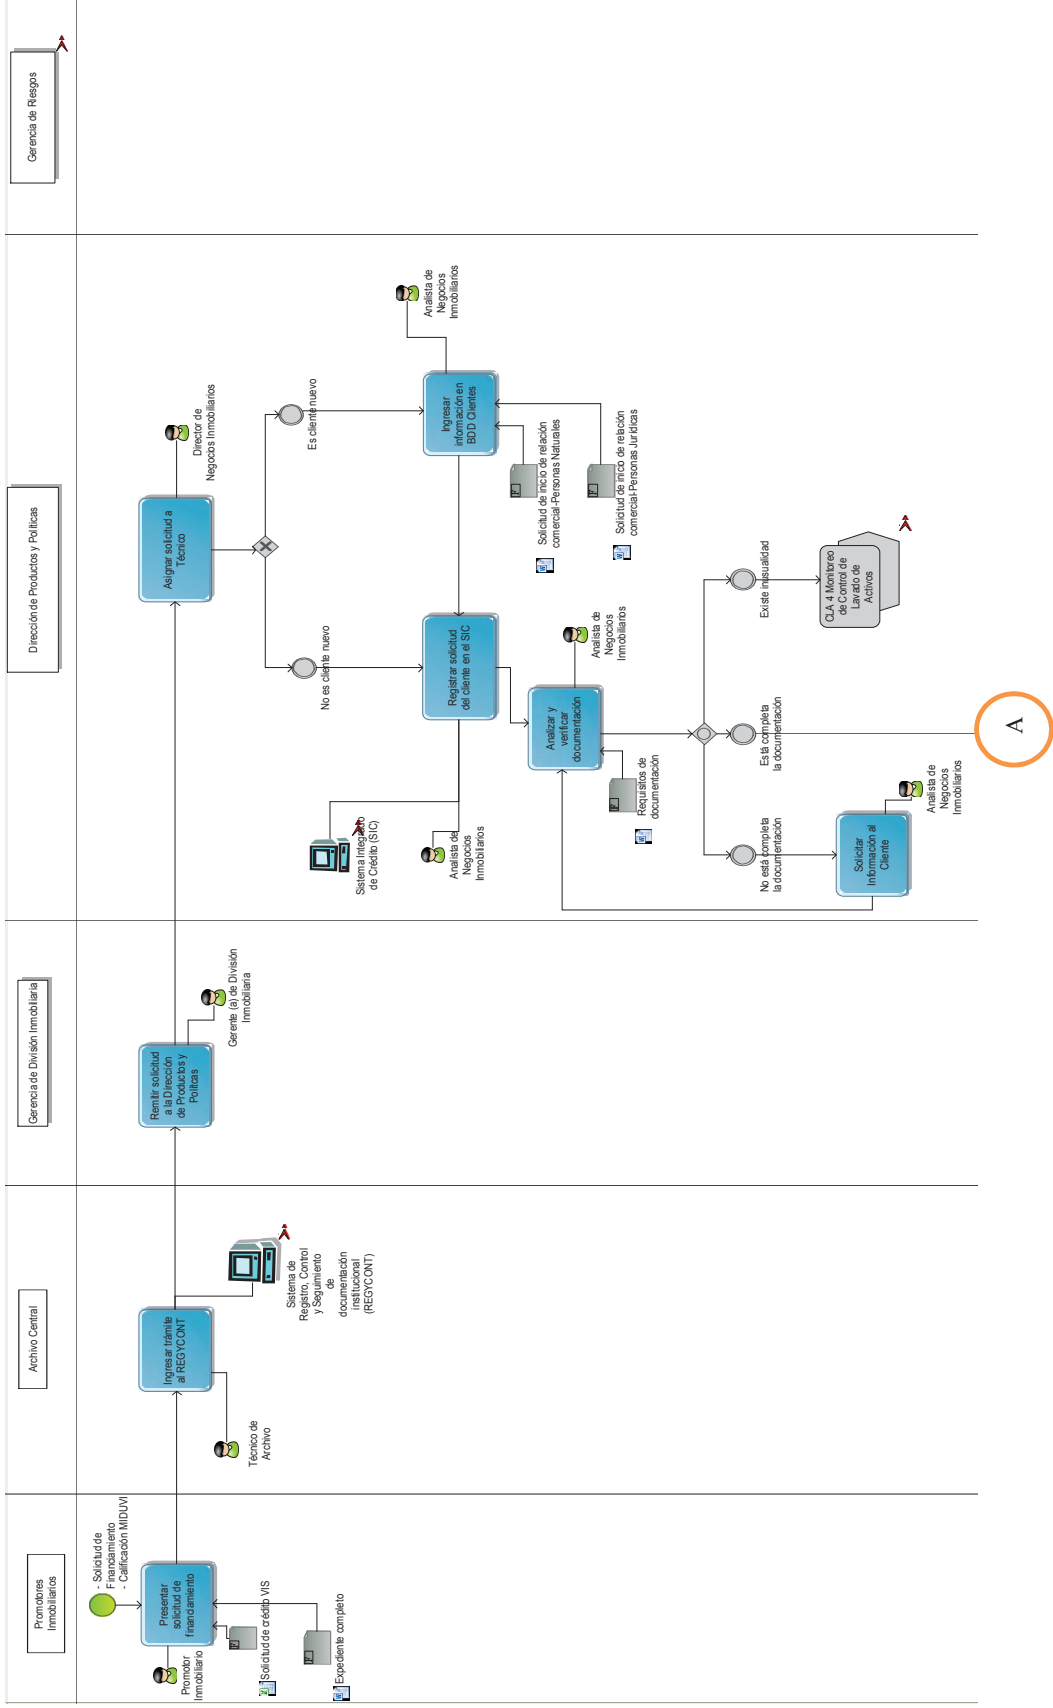 Promotores
Inmobiliarios
Archivo Central
Gerencia de División Inmobiliaria
Dirección de Productos y Políticas
Gerencia de Riesgos
- Solicitud de
Financiamiento
- Calificación MIDUVI
Presentar
solicitud de
financiamiento
Promotor
Inmobiliario
F
Solicitud de crédito VIS
F
Expediente completo
Ingresar trámite
al REGYCONT
Técnico de
Archivo
Sistema de
Registro, Control
y Seguimiento
de
documentación
institucional
(REGYCONT)
Remitir solicitud
a la Dirección
de Productos y
Políticas
Gerente (a) de División
Inmobiliaria
Asignar solicitud a
Técnico
Director de
Negocios Inmobiliarios
No es cliente nuevo
Es cliente nuevo
Ingresar
información en
BDD Clientes
Analista de
Negocios
Inmobiliarios
F
Solicitud de inicio de relación
comercial-Personas Naturales
F
Solicitud de inicio de relación
comercial-Personas Jurídicas
Registrar solicitud
del cliente en el SIC
Sistema Integrado
de Crédito (SIC)
Analista de
Negocios
Inmobiliarios
Analizar y
verificar
documentación
Analista de
Negocios
Inmobiliarios
F
Requisitos de
documentación
No está completa
la documentación
Está completa
la documentación
Existe inusualidad
Solicitar
Información al
Cliente
Analista de
Negocios
Inmobiliarios
CLA 4 Monitoreo
de Control de
Lavado de
Activos
A